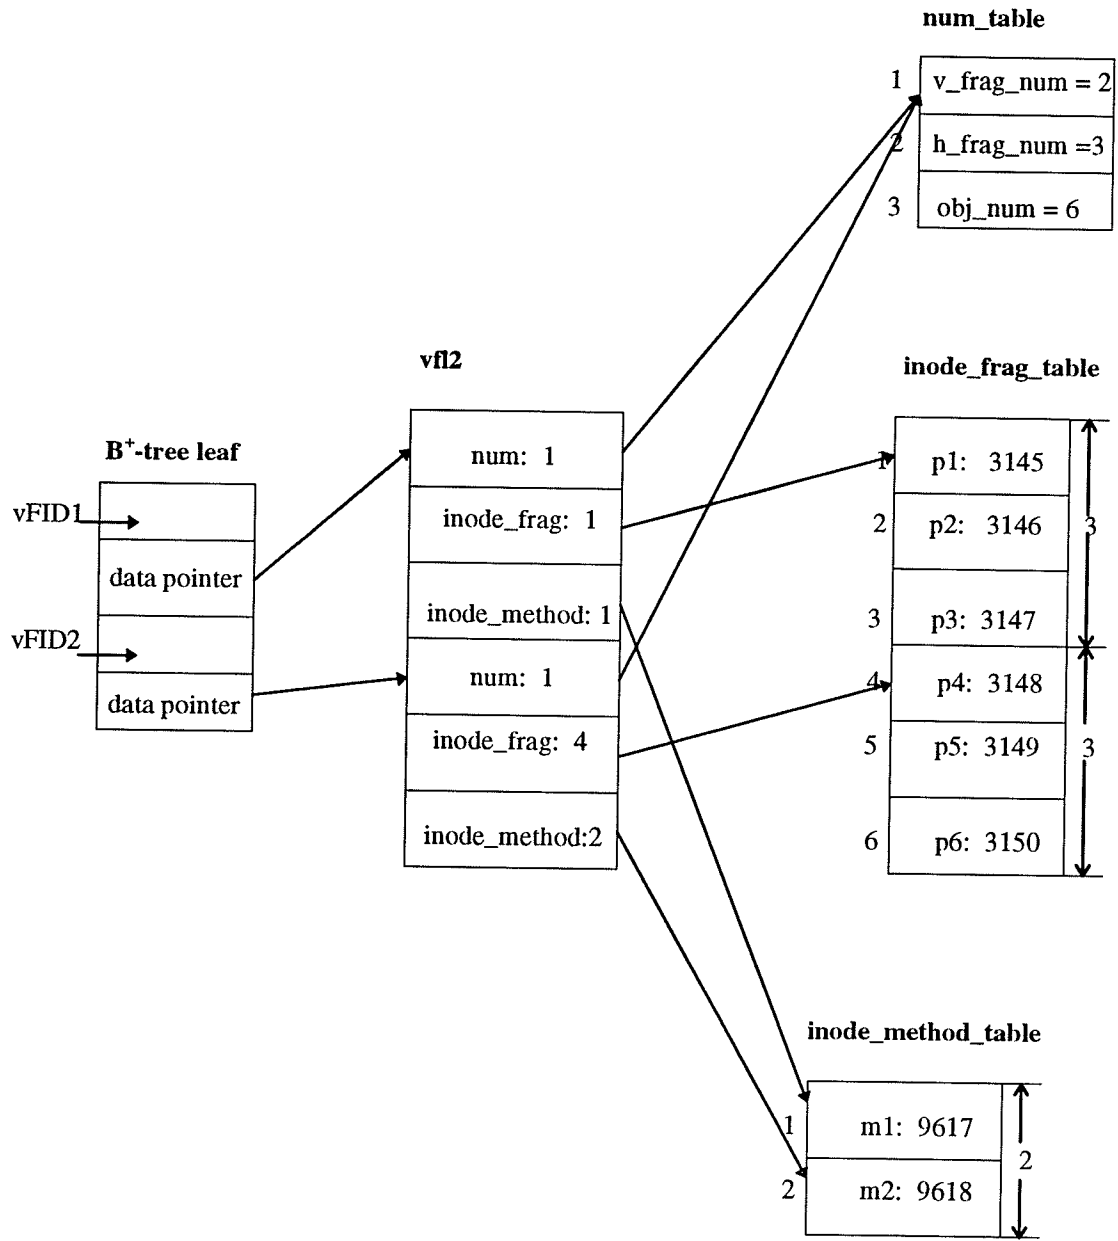 num_table
1 v_frag_num = 2
2 h_frag_num =3
3 obj_num = 6
vfl2
num: 1
inode_frag: 1
inode_method: 1
num: 1
inode_frag: 4
inode_method:2
B+-tree leaf
vFID1
data pointer
vFID2
data pointer
inode_frag_table
1 p1: 3145
2 p2: 3146
3
3 p3: 3147
4 p4: 3148
5 p5: 3149
3
6 p6: 3150
inode_method_table
1 m1: 9617
2
2 m2: 9618